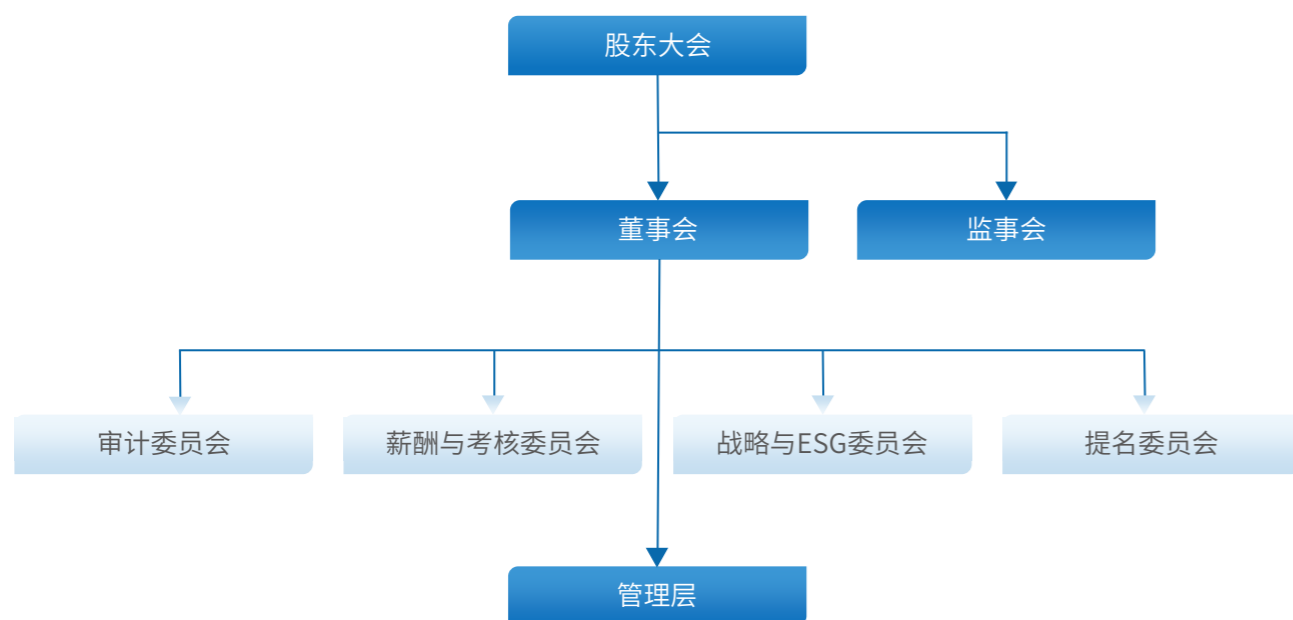 股东大会
董事会
监事会
审计委员会
薪酬与考核委员会
战略与ESG委员会
提名委员会
管理层